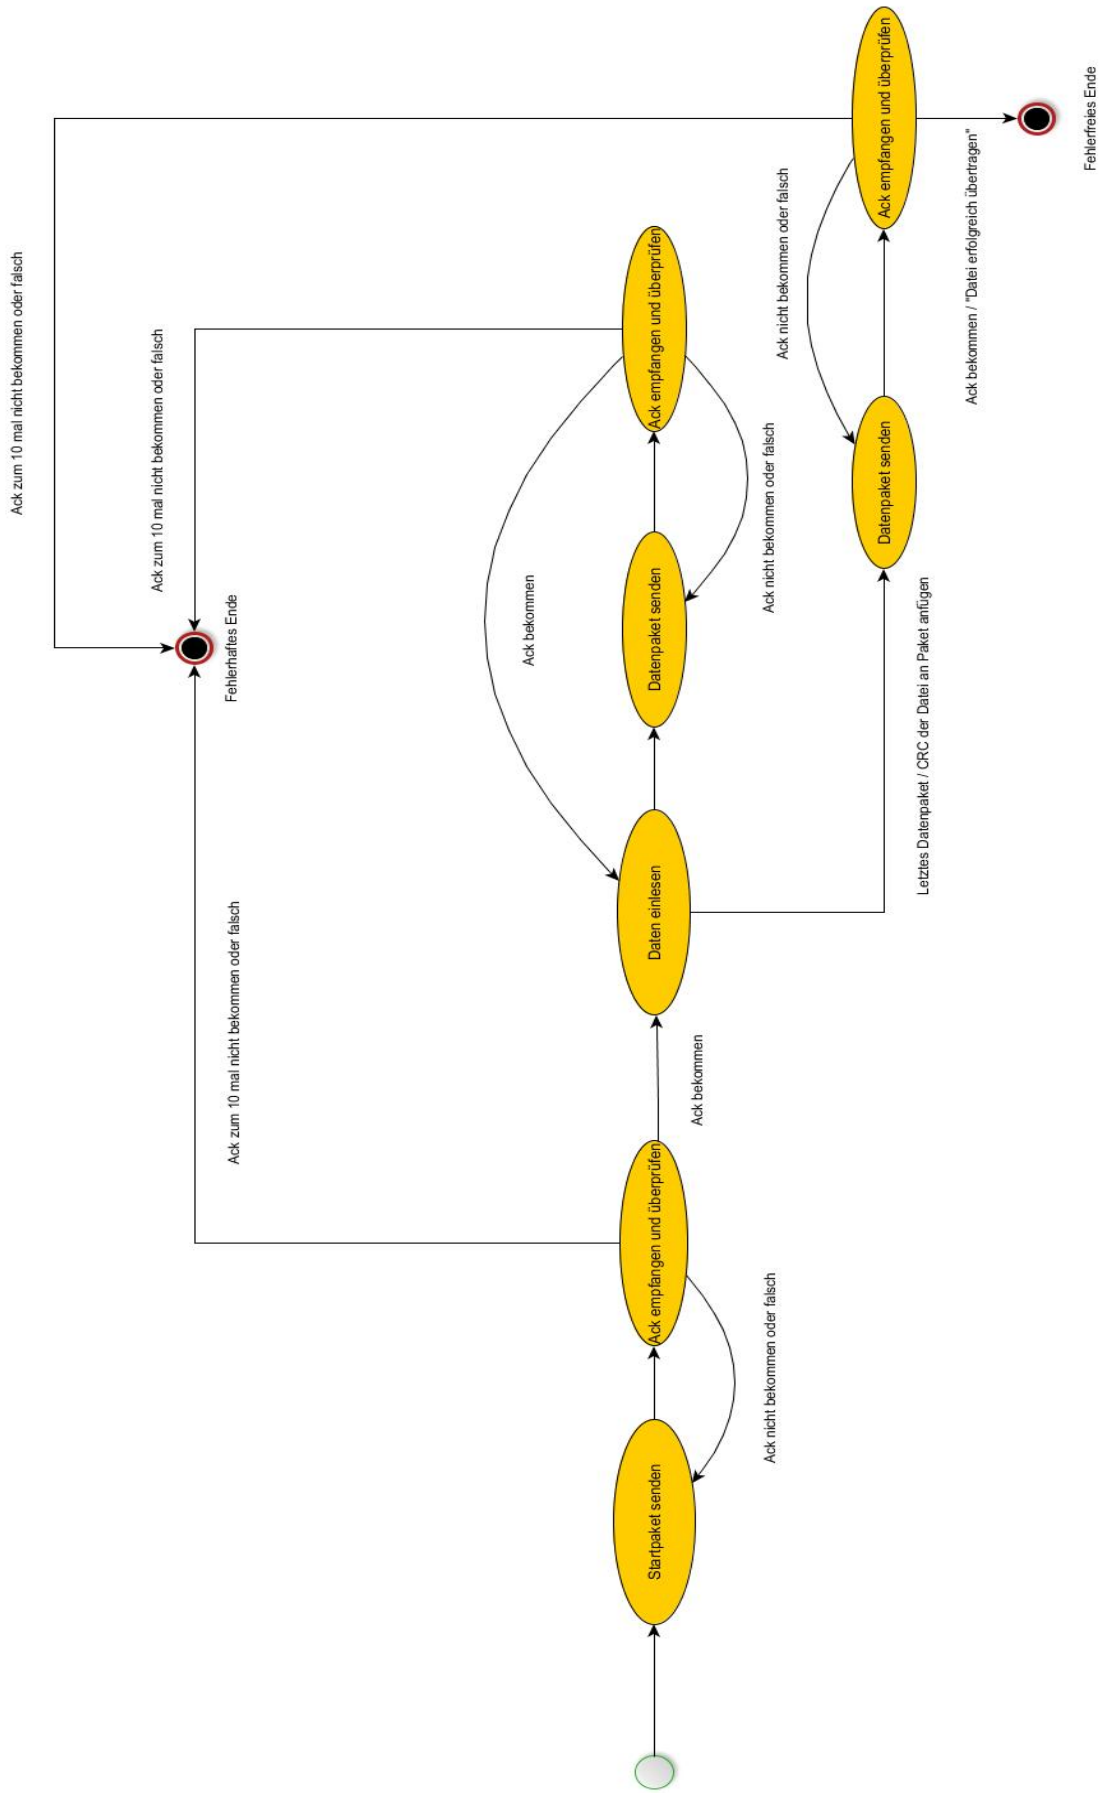 Ack zum 10 mal nicht bekommen oder falsch
Ack zum 10 mal nicht bekommen oder falsch
Ack zum 10 mal nicht bekommen oder falsch
Fehlerhaftes Ende
Ack bekommen
Startpaket senden
Ack empfangen und überprüfen
Daten einlesen
Datenpaket senden
Ack empfangen und überprüfen
Ack bekommen
Ack nicht bekommen oder falsch
Ack nicht bekommen oder falsch
Ack nicht bekommen oder falsch
Datenpaket senden
Ack empfangen und überprüfen
Letztes Datenpaket / CRC der Datei an Paket anfügen
Ack bekommen / "Datei erfolgreich übertragen"
Fehlerfreies Ende